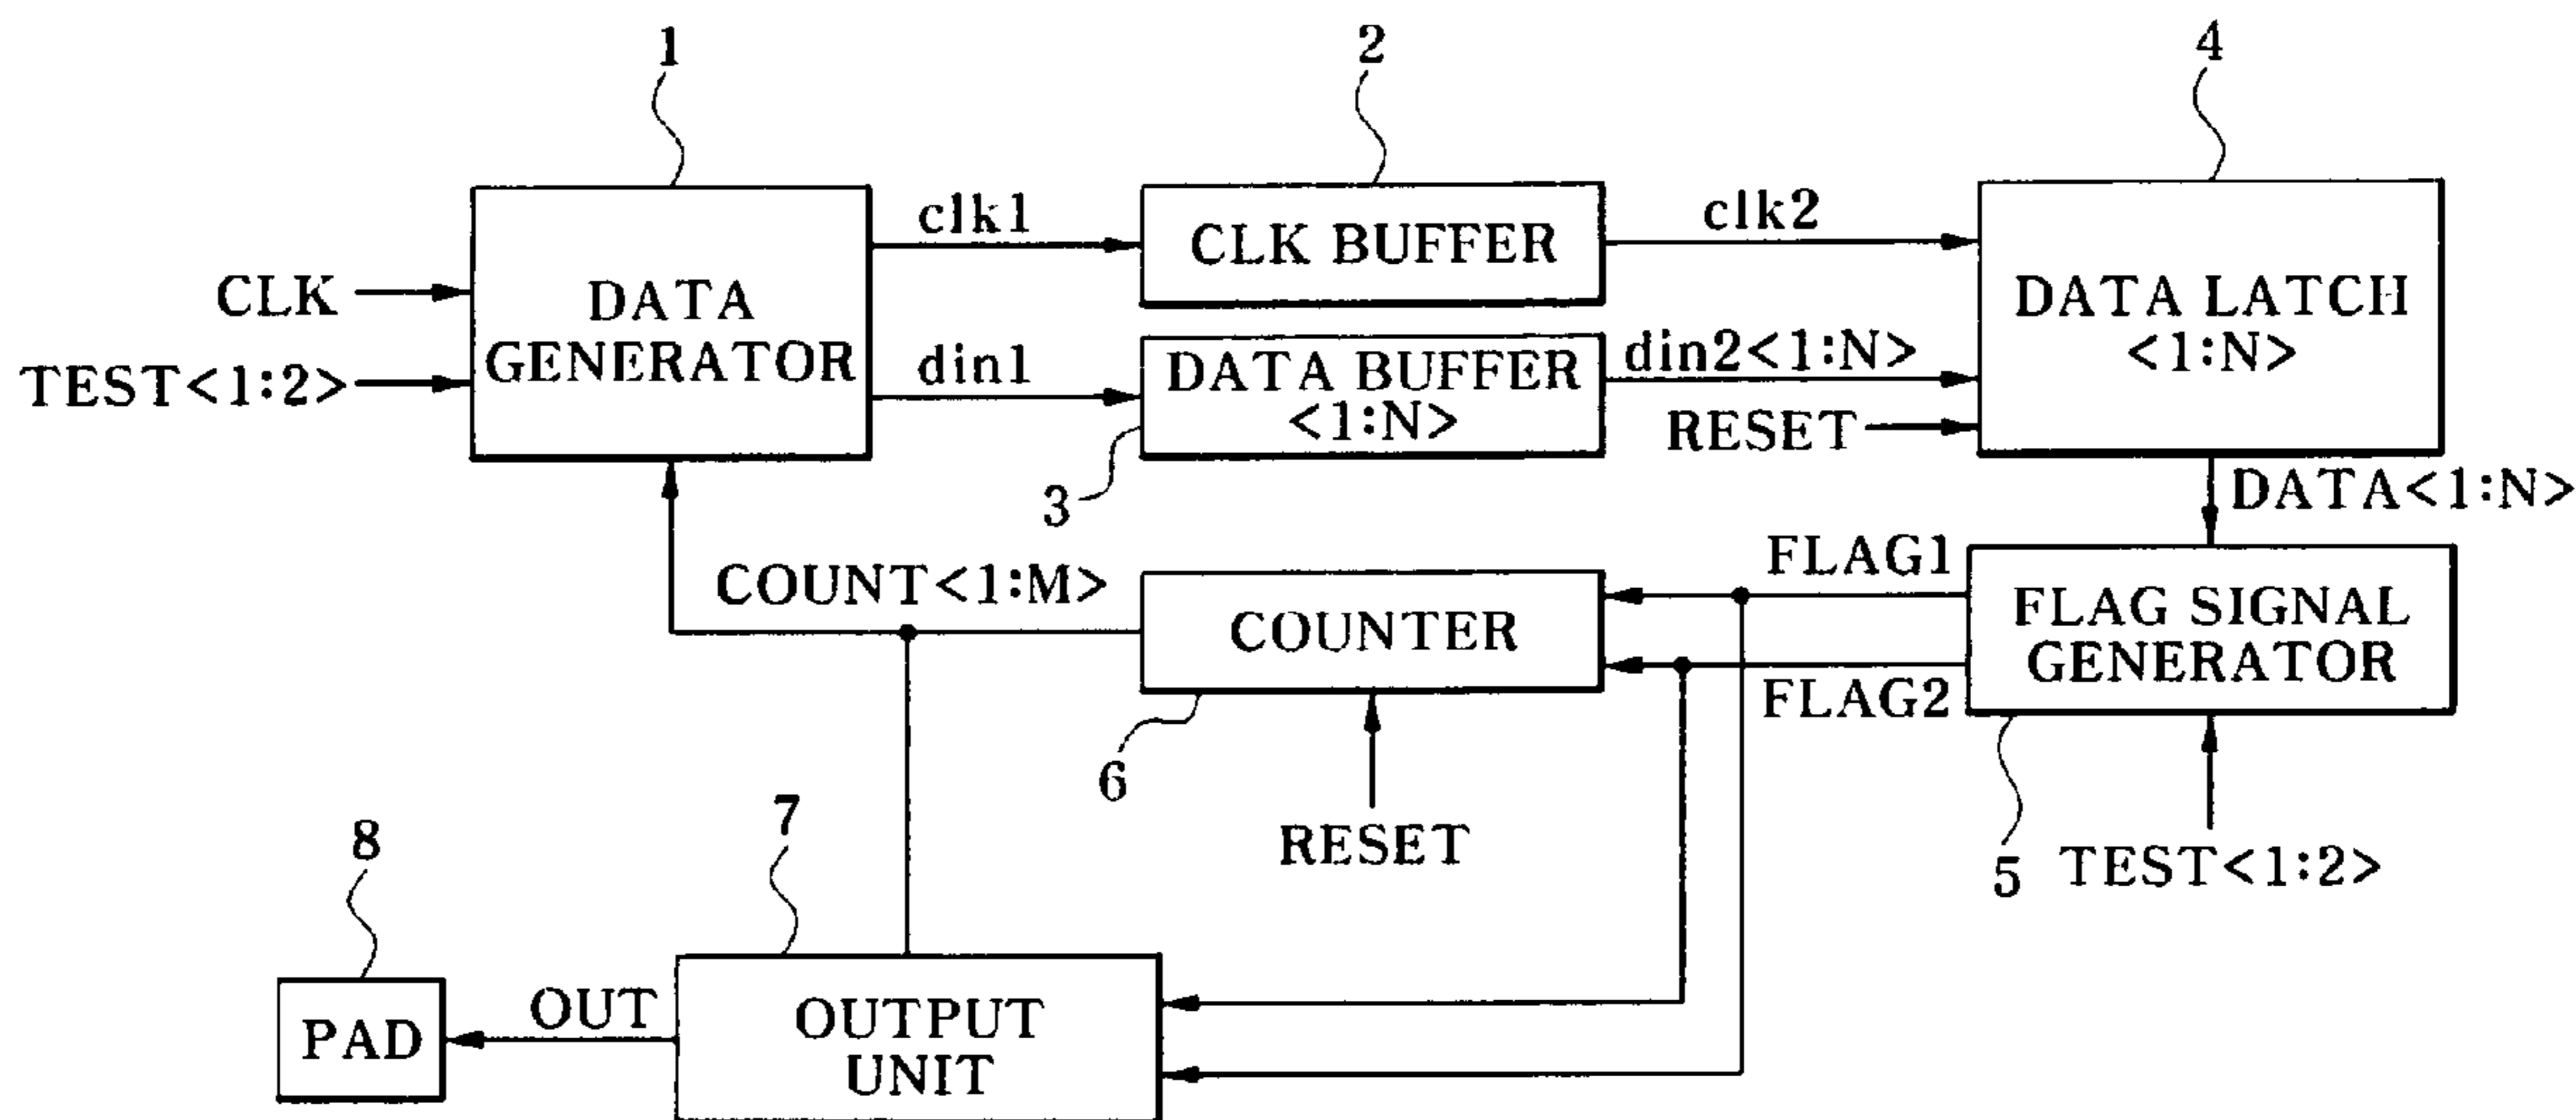 1
2
4
clk1
clk2
CLK BUFFER
CLK
DATA
GENERATOR
DATA LATCH
<1:N>
TEST<1:2>
din1
DATA BUFFER
<1:N>
din2<1:N>
RESET
3
DATA<1:N>
COUNT<1:M>
COUNTER
FLAG1
FLAG2
FLAG SIGNAL
GENERATOR
6
RESET
5
TEST<1:2>
8
7
PAD
OUT
OUTPUT
UNIT